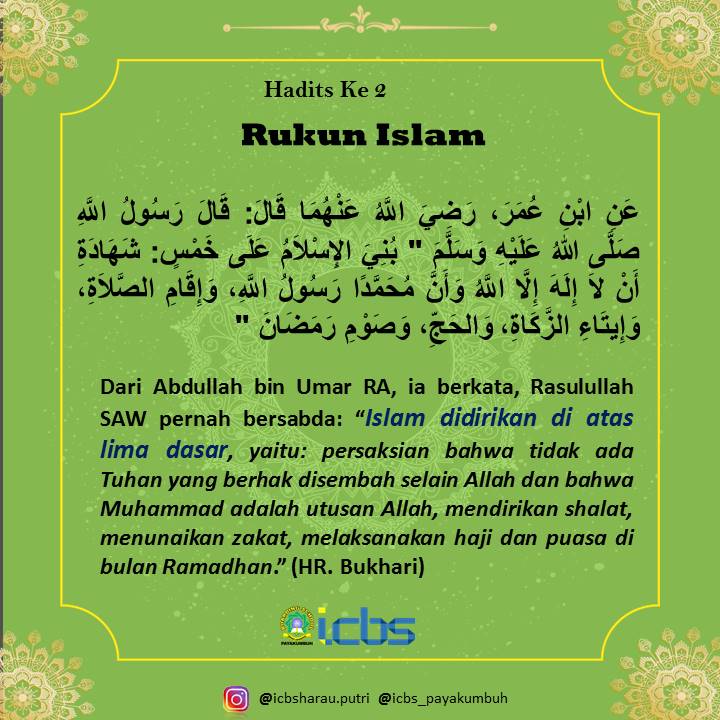 Hadits Ke 2
Rukun Islam
عَنِ ابْنِ عُمَرَ، رَضِيَ اللَّهُ عَنْهُمَا قَالَ: قَالَ رَسُولُ اللَّهِ
صَلَّى اللهُ عَلَيْهِ وَسَلَّمَ " بُنِيَ الإِسْلاَمُ عَلَى خَمْسٍ: شَهَادَةِ
أَنْ لاَ إِلَهَ إِلَّا اللَّهُ وَأَنَّ مُحَمَّدًا رَسُولُ اللَّهِ، وَإِقَامِ الصَّلاَةِ،
وَإِيتَاءِ الزَّكَاةِ، وَالحَجِّ، وَصَوْمِ رَمَضَانَ "
Dari Abdullah bin Umar RA, ia berkata, Rasulullah
SAW pernah bersabda: “Islam didirikan di atas
lima dasar, yaitu: persaksian bahwa tidak ada
Tuhan yang berhak disembah selain Allah dan bahwa
Muhammad adalah utusan Allah, mendirikan shalat,
menunaikan zakat, melaksanakan haji dan puasa di
bulan Ramadhan.” (HR. Bukhari)
icbs
PAYAKUMBUH
@icbsharau.putri @icbs_payakumbuh